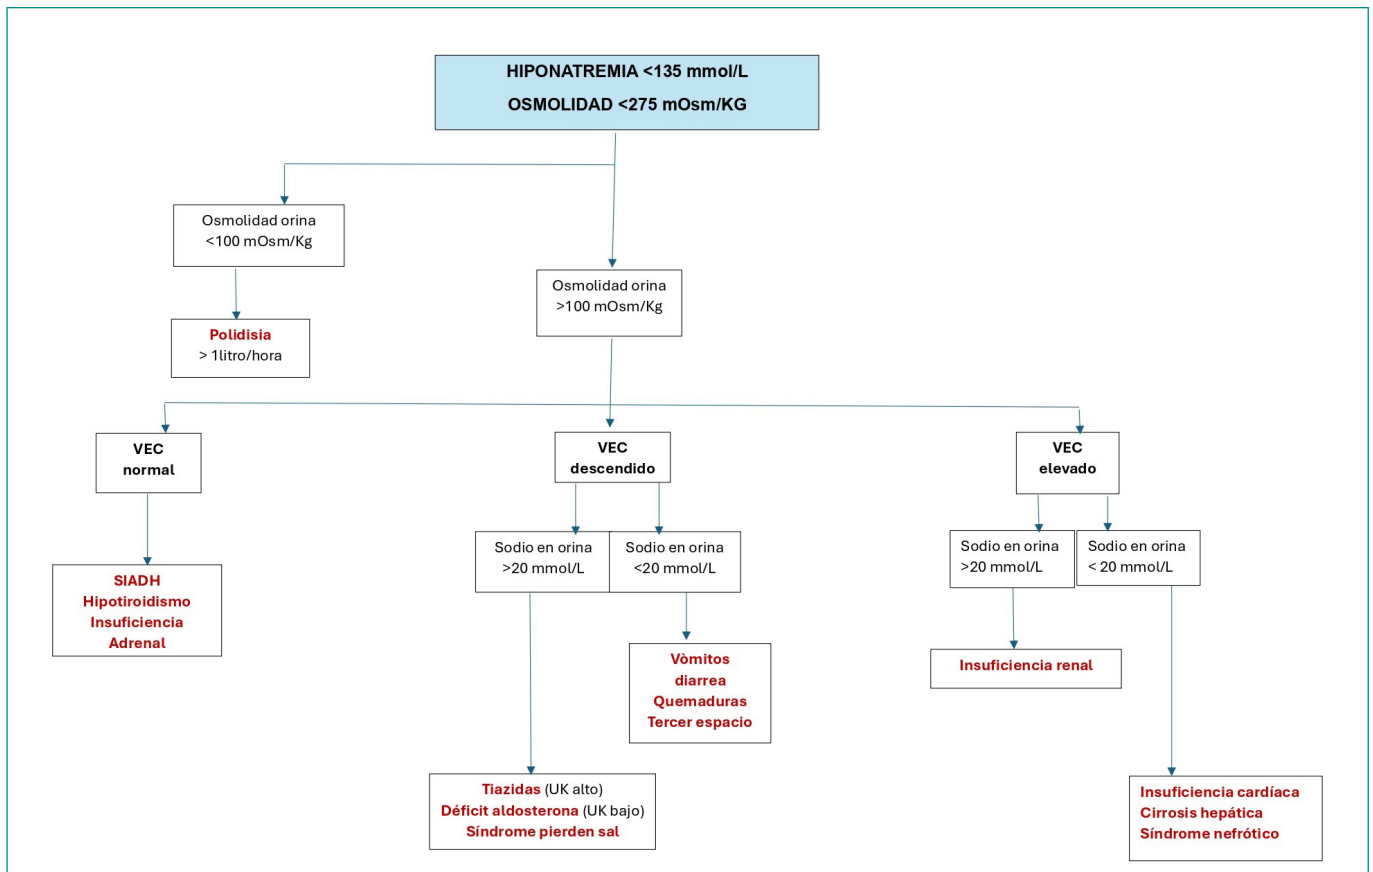 HIPONATREMIA <135 mmol/L
OSMOLIDAD <275 mOsm/KG
Osmolidad orina
<100 mOsm/Kg
Osmolidad orina
>100 mOsm/Kg
Polidisia
> 1litro/hora
VEC
normal
VEC
descendido
VEC
elevado
Sodio en orina
>20 mmol/L
Sodio en orina
<20 mmol/L
Sodio en orina
>20 mmol/L
Sodio en orina
< 20 mmol/L
SIADH
Hipotiroidismo
Insuficiencia
Adrenal
Vòmitos
diarrea
Quemaduras
Tercer espacio
Insuficiencia renal
Tiazidas (UK alto)
Déficit aldosterona (UK bajo)
Síndrome pierden sal
Insuficiencia cardíaca
Cirrosis hepática
Síndrome nefrótico